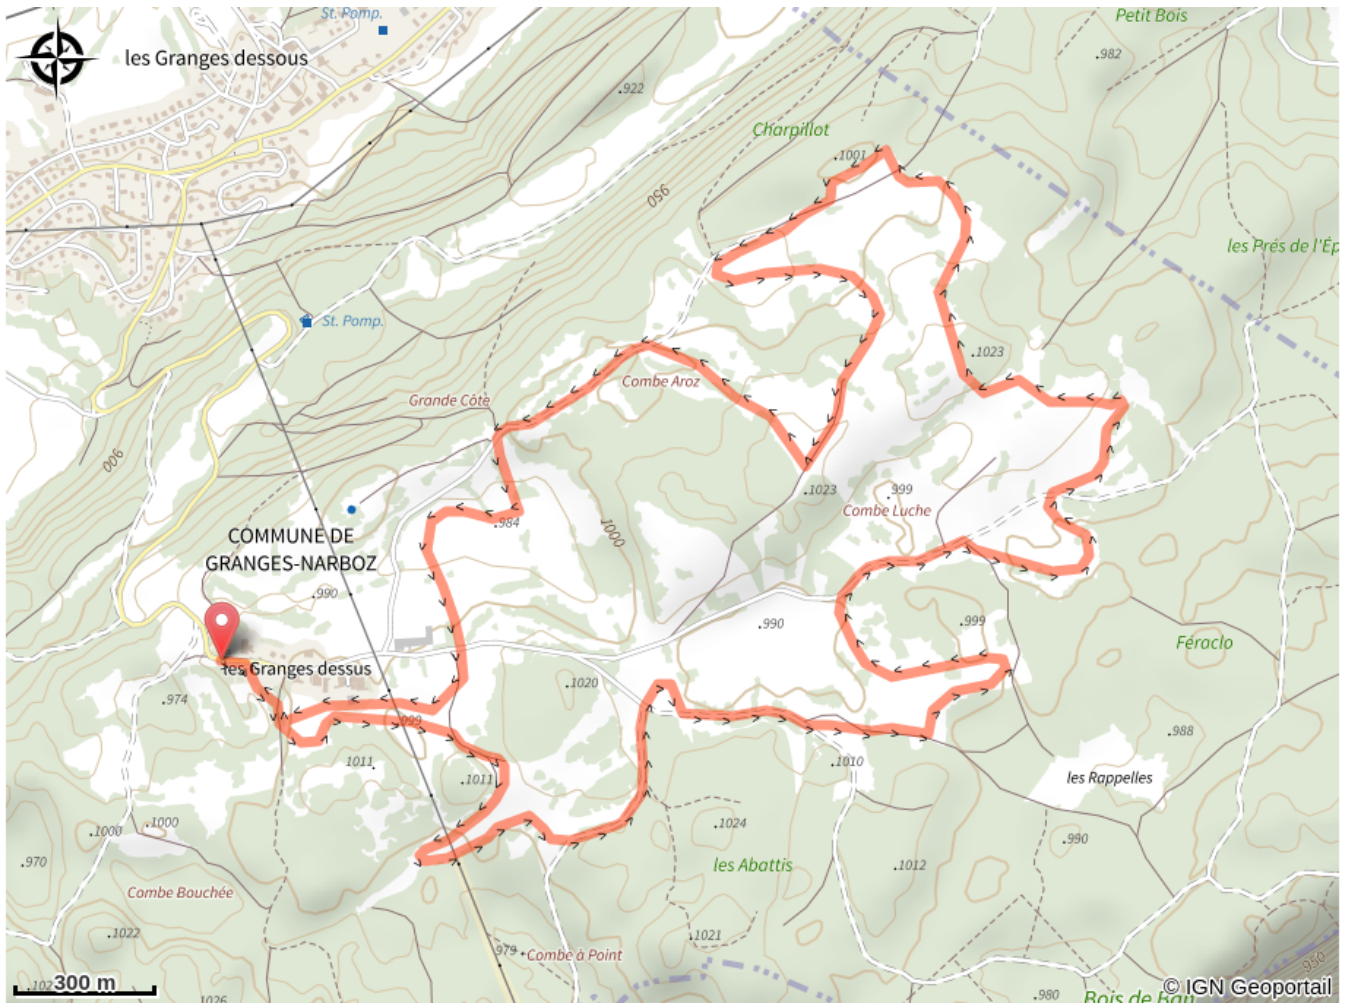 St. Pomp.
Petit Bois
les Granges dessous
.982
.922
Charpillot
.1001
950
les Prés de l'Ép
St. Pomp.
.1023
Combe Aroz
Grande Côte
900
.1023
.999
Combe Luche
.984
1000
COMMUNE DE
GRANGES-NARBOZ
.990
.990
.999
Féraclo
les Granges dessus
.1020
.974
999
.988
1011.
.1011
.1010
les Rappelles
.1000
.1000
.1024
.990
.970
les Abattis
.1012
Combe Bouchée
.1022
.1021
979
Combe à Point
950
300 m
1026
.980
Bois de Ban
© IGN Geoportail